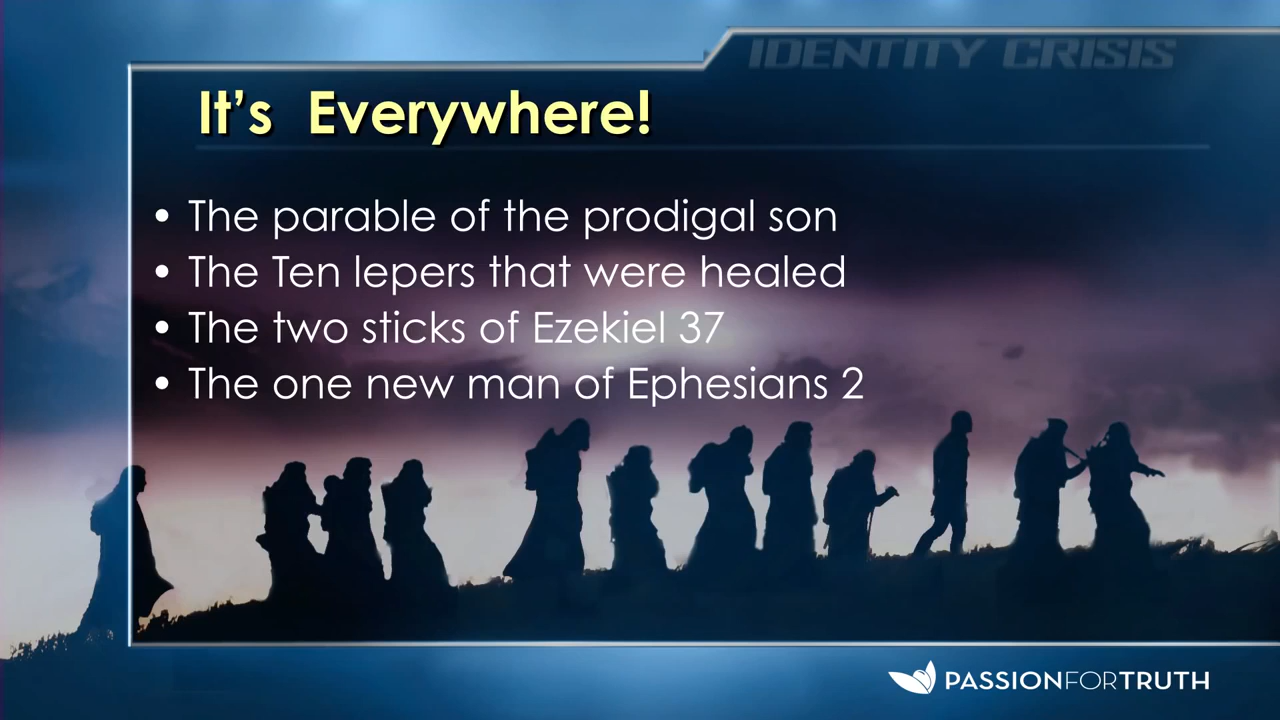 IDENTITY CRISIS
It's Everywhere!
• The parable of the prodigal son
• The Ten lepers that were healed
• The two sticks of Ezekiel 37
• The one new man of Ephesians 2
PASSIONFORTRUTH